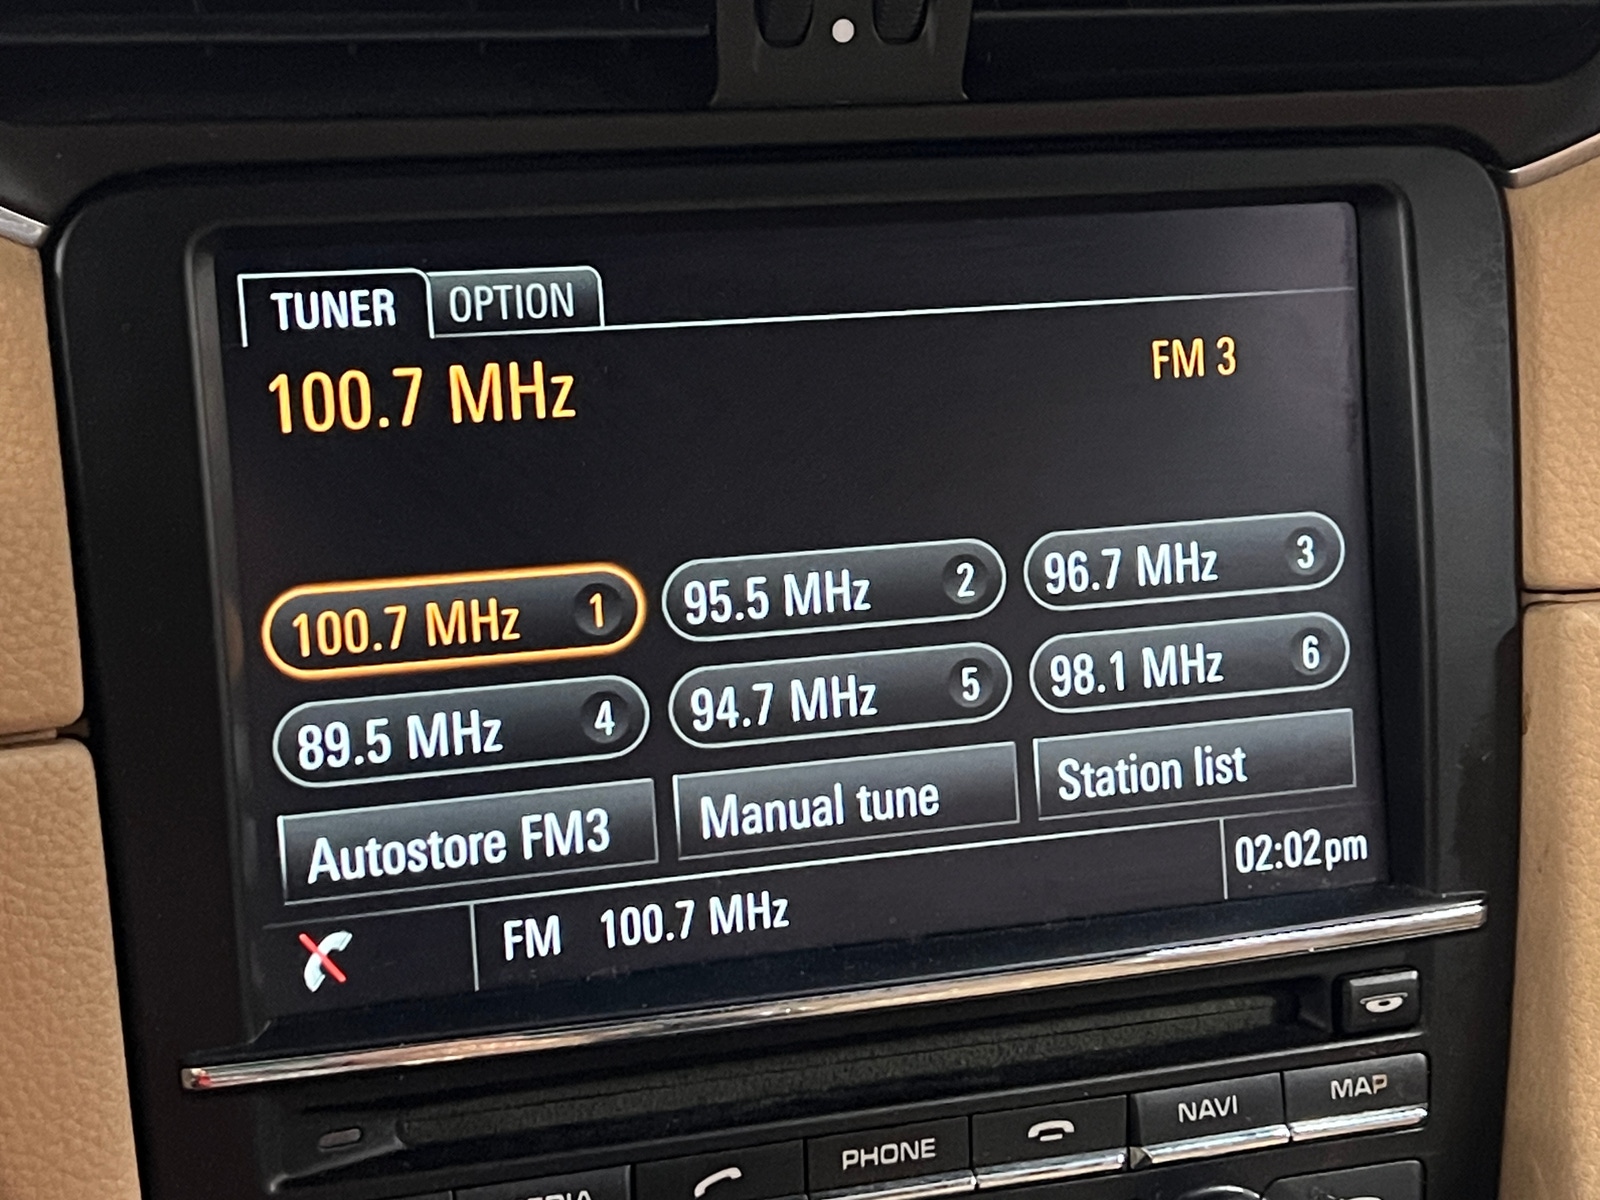 TUNER OPTION
100.7 MHz FM 3
100.7 MHz 1 95.5 MHz 2 96.7 MHz 3
89.5 MHz 4 94.7 MHz 5 98.1 MHz 6
Autostore FM3 Manual tune Station list
FM 100.7 MHz 02:02pm
PHONE NAVI MAP